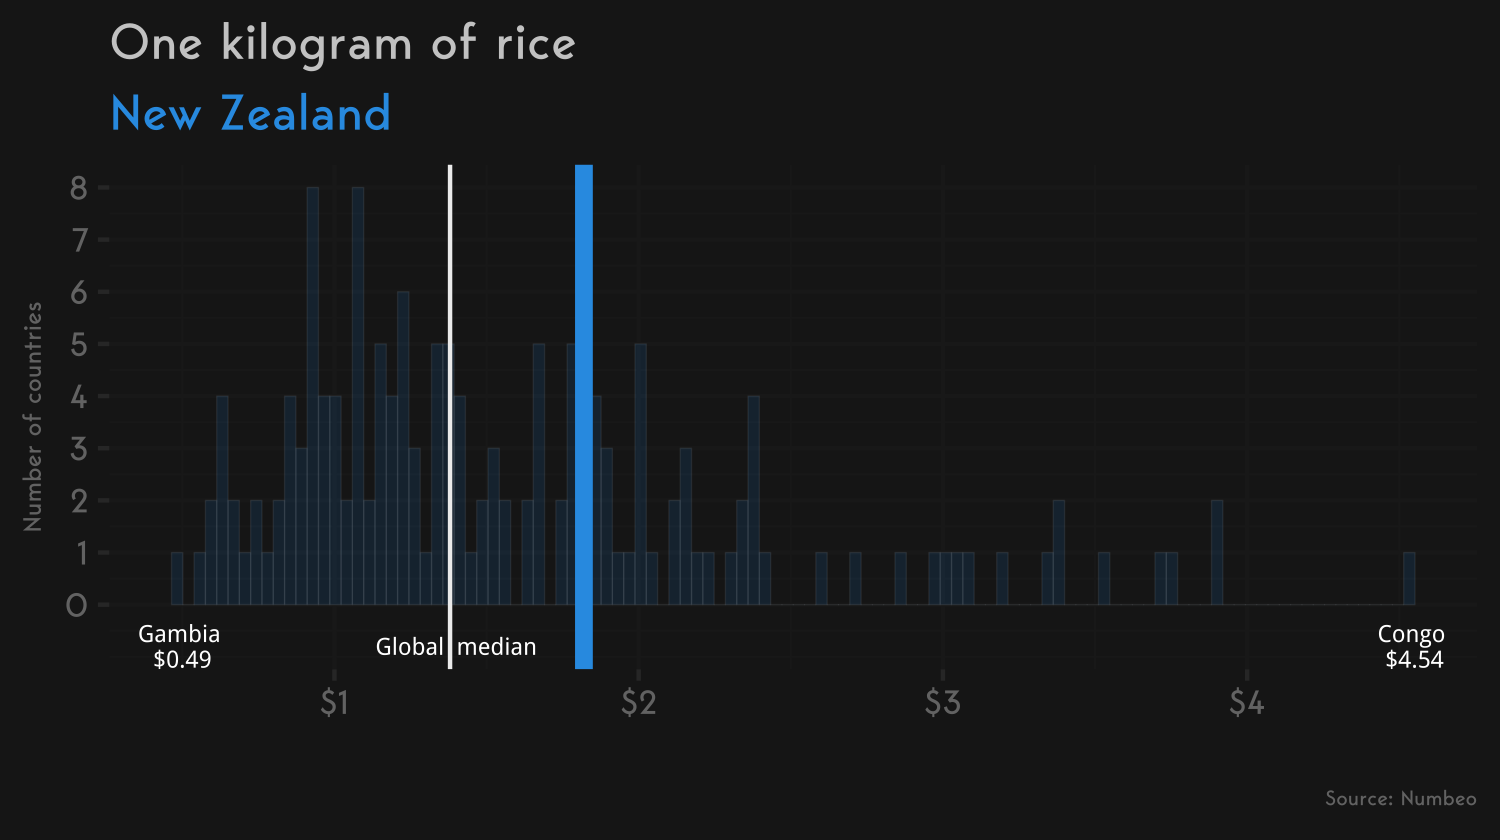 One kilogram of rice
New Zealand
Number of countries
8
7
6
5
4
3
2
1
0
Gambia
$0.49
Global median
Congo
$4.54
$1
$2
$3
$4
Source: Numbeo